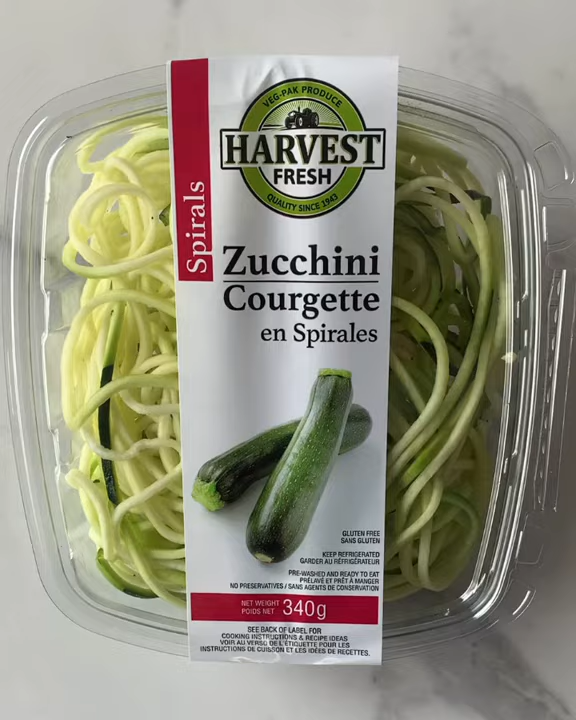 VEG-PAK PRODUCE
HARVEST
FRESH
QUALITY SINCE 1943
Spirals
Zucchini
Courgette
en Spirales
GLUTEN FREE
SANS GLUTEN
KEEP REFRIGERATED
GARDER AU RÉFRIGÉRATEUR
PRE-WASHED AND READY TO EAT
PRÉLAVÉ ET PRÊT À MANGER
NO PRESERVATIVES / SANS AGENTS DE CONSERVATION
NET WEIGHT
POIDS NET 340g
SEE BACK OF LABEL FOR
COOKING INSTRUCTIONS & RECIPE IDEAS
VOIR AU VERSO DE L'ÉTIQUETTE POUR LES
INSTRUCTIONS DE CUISSON ET LES IDÉES DE RECETTES.